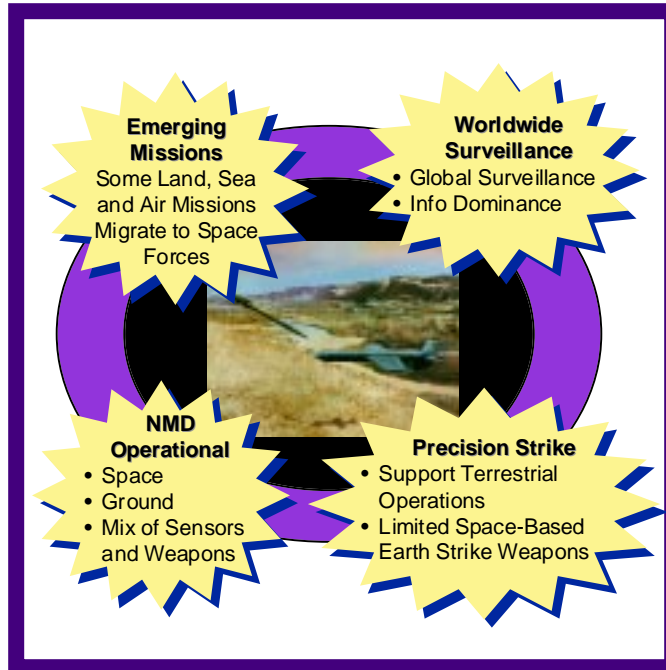 Emerging
Missions
Some Land, Sea
and Air Missions
Migrate to Space
Forces
Worldwide
Surveillance
• Global Surveillance
• Info Dominance
NMD
Operational
• Space
• Ground
• Mix of Sensors
and Weapons
Precision Strike
• Support Terrestrial
Operations
• Limited Space-Based
Earth Strike Weapons